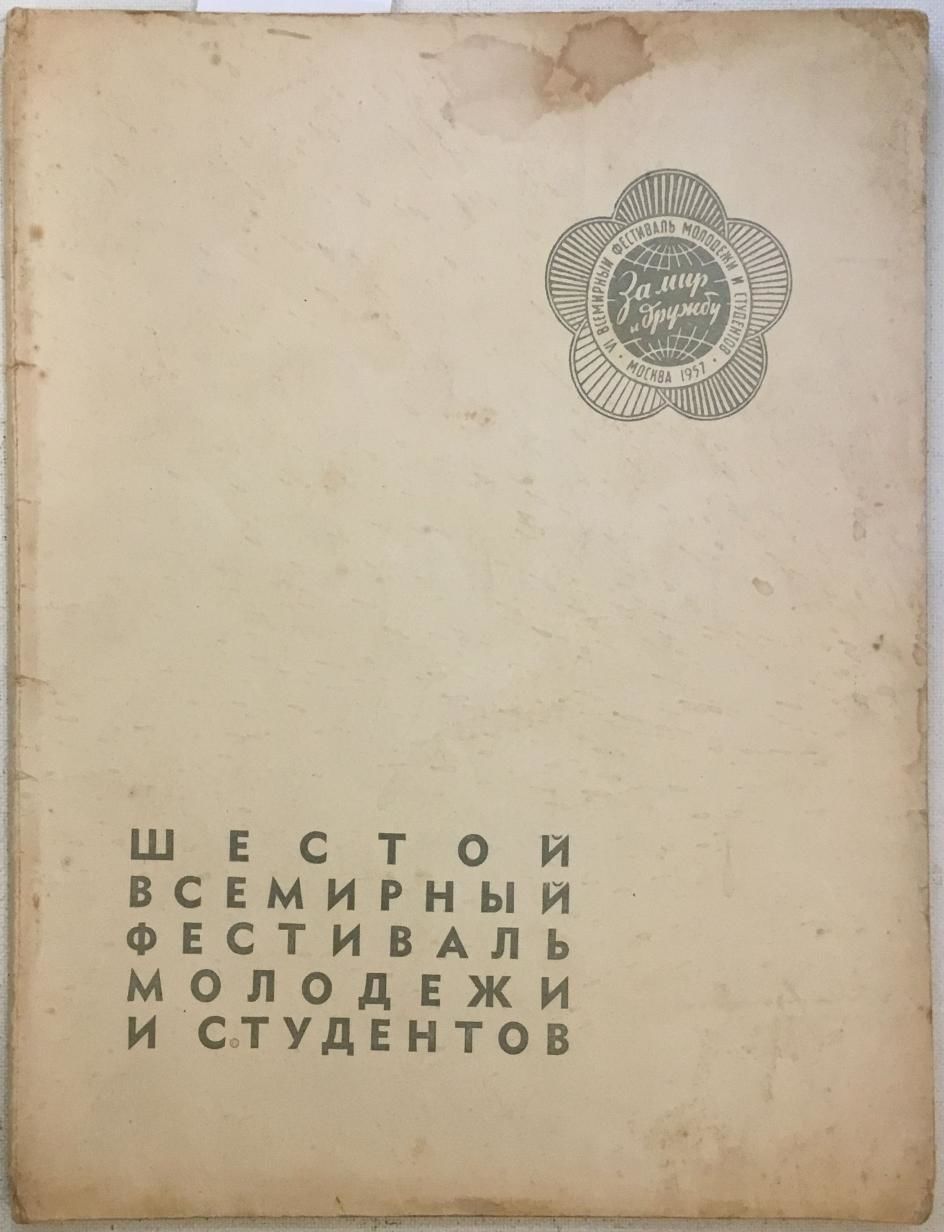 VI ВСЕМИРНЫЙ ФЕСТИВАЛЬ МОЛОДЕЖИ И СТУДЕНТОВ
За мир
и дружбу
МОСКВА 1957
ШЕСТОЙ
ВСЕМИРНЫЙ
ФЕСТИВАЛЬ
МОЛОДЕЖИ
И СТУДЕНТОВ